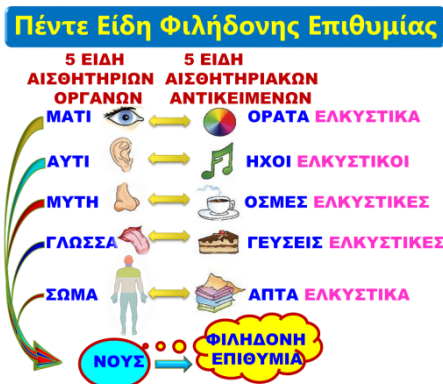 Πέντε Είδη Φιλήδονης Επιθυμίας
5 ΕΙΔΗ ΑΙΣΘΗΤΗΡΙΩΝ ΟΡΓΑΝΩΝ
5 ΕΙΔΗ ΑΙΣΘΗΤΗΡΙΑΚΩΝ ΑΝΤΙΚΕΙΜΕΝΩΝ
ΜΑΤΙ ΟΡΑΤΑ ΕΛΚΥΣΤΙΚΑ
ΑΥΤΙ ΗΧΟΙ ΕΛΚΥΣΤΙΚΟΙ
ΜΥΤΗ ΟΣΜΕΣ ΕΛΚΥΣΤΙΚΕΣ
ΓΛΩΣΣΑ ΓΕΥΣΕΙΣ ΕΛΚΥΣΤΙΚΕΣ
ΣΩΜΑ ΑΠΤΑ ΕΛΚΥΣΤΙΚΑ
ΝΟΥΣ
ΦΙΛΗΔΟΝΗ
ΕΠΙΘΥΜΙΑ